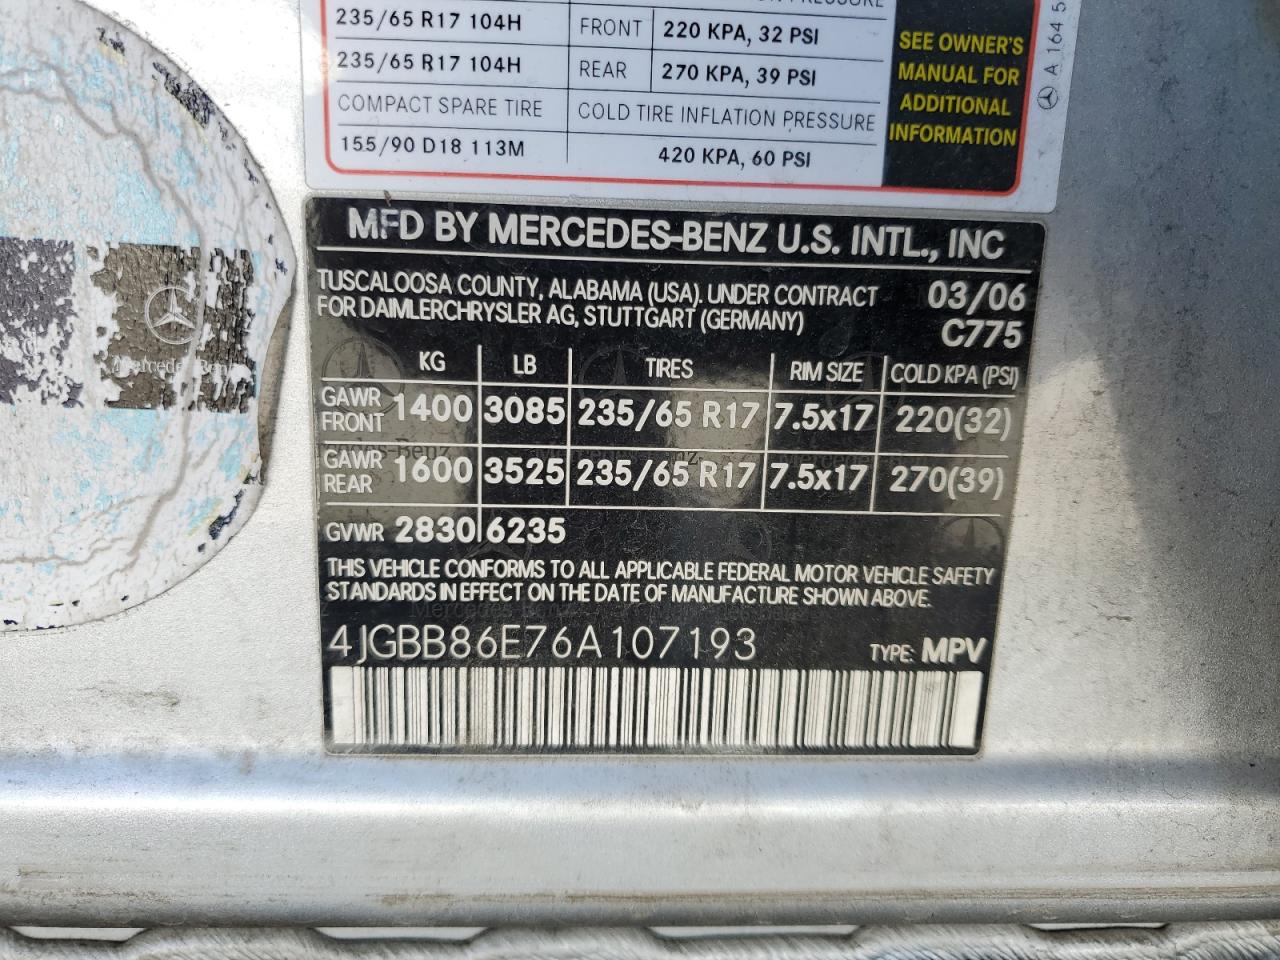 PRESSURE
235/65 R17 104H FRONT 220 KPA, 32 PSI
235/65 R17 104H REAR 270 KPA, 39 PSI
COMPACT SPARE TIRE COLD TIRE INFLATION PRESSURE
155/90 D18 113M 420 KPA, 60 PSI
SEE OWNER'S
MANUAL FOR
ADDITIONAL
INFORMATION
A 164 5
MFD BY MERCEDES-BENZ U.S. INTL., INC
TUSCALOOSA COUNTY, ALABAMA (USA). UNDER CONTRACT 03/06
FOR DAIMLERCHRYSLER AG, STUTTGART (GERMANY) C775
KG LB TIRES RIM SIZE COLD KPA (PSI)
GAWR FRONT 1400 3085 235/65 R17 7.5x17 220(32)
GAWR REAR 1600 3525 235/65 R17 7.5x17 270(39)
GVWR 2830 6235
THIS VEHICLE CONFORMS TO ALL APPLICABLE FEDERAL MOTOR VEHICLE SAFETY
STANDARDS IN EFFECT ON THE DATE OF MANUFACTURE SHOWN ABOVE.
4JGBB86E76A107193 TYPE: MPV
Mercedes-Benz